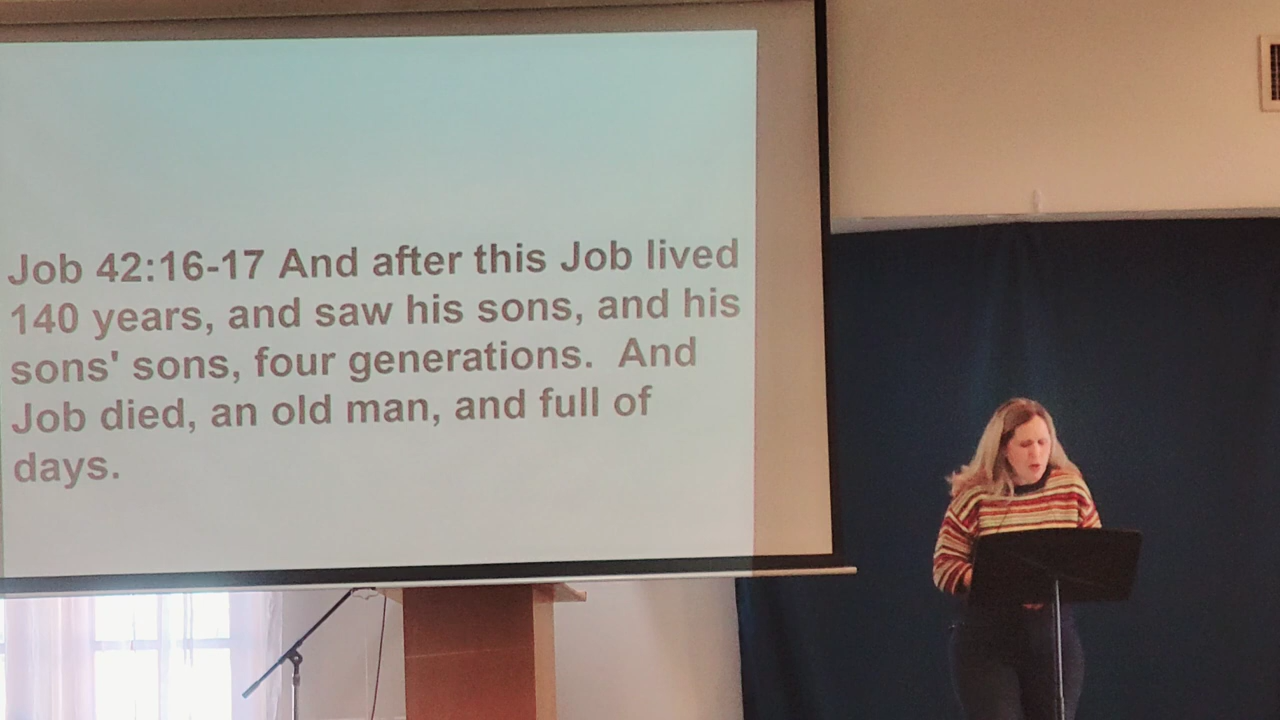 Job 42:16-17 And after this Job lived
140 years, and saw his sons, and his
sons' sons, four generations.  And
Job died, an old man, and full of
days.